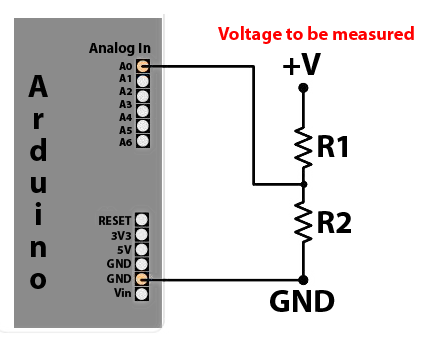 Voltage to be measured
Analog In
A0
A1
A2
A3
A4
A5
A6
Arduino
RESET
3V3
5V
GND
GND
Vin
+V
R1
R2
GND